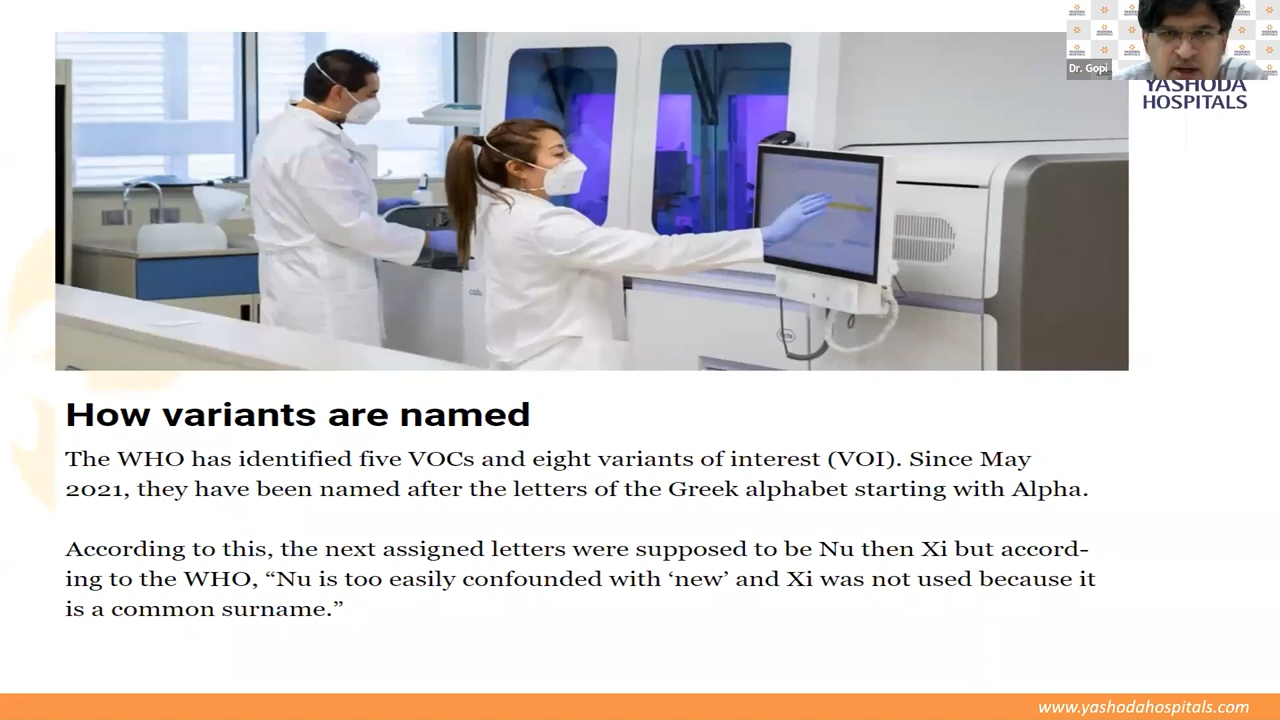 YASHODA
HOSPITALS
Dr. Gopi
YASHODA
HOSPITALS
How variants are named
The WHO has identified five VOCs and eight variants of interest (VOI). Since May
2021, they have been named after the letters of the Greek alphabet starting with Alpha.
According to this, the next assigned letters were supposed to be Nu then Xi but accord-
ing to the WHO, “Nu is too easily confounded with ‘new’ and Xi was not used because it
is a common surname.”
www.yashodahospitals.com